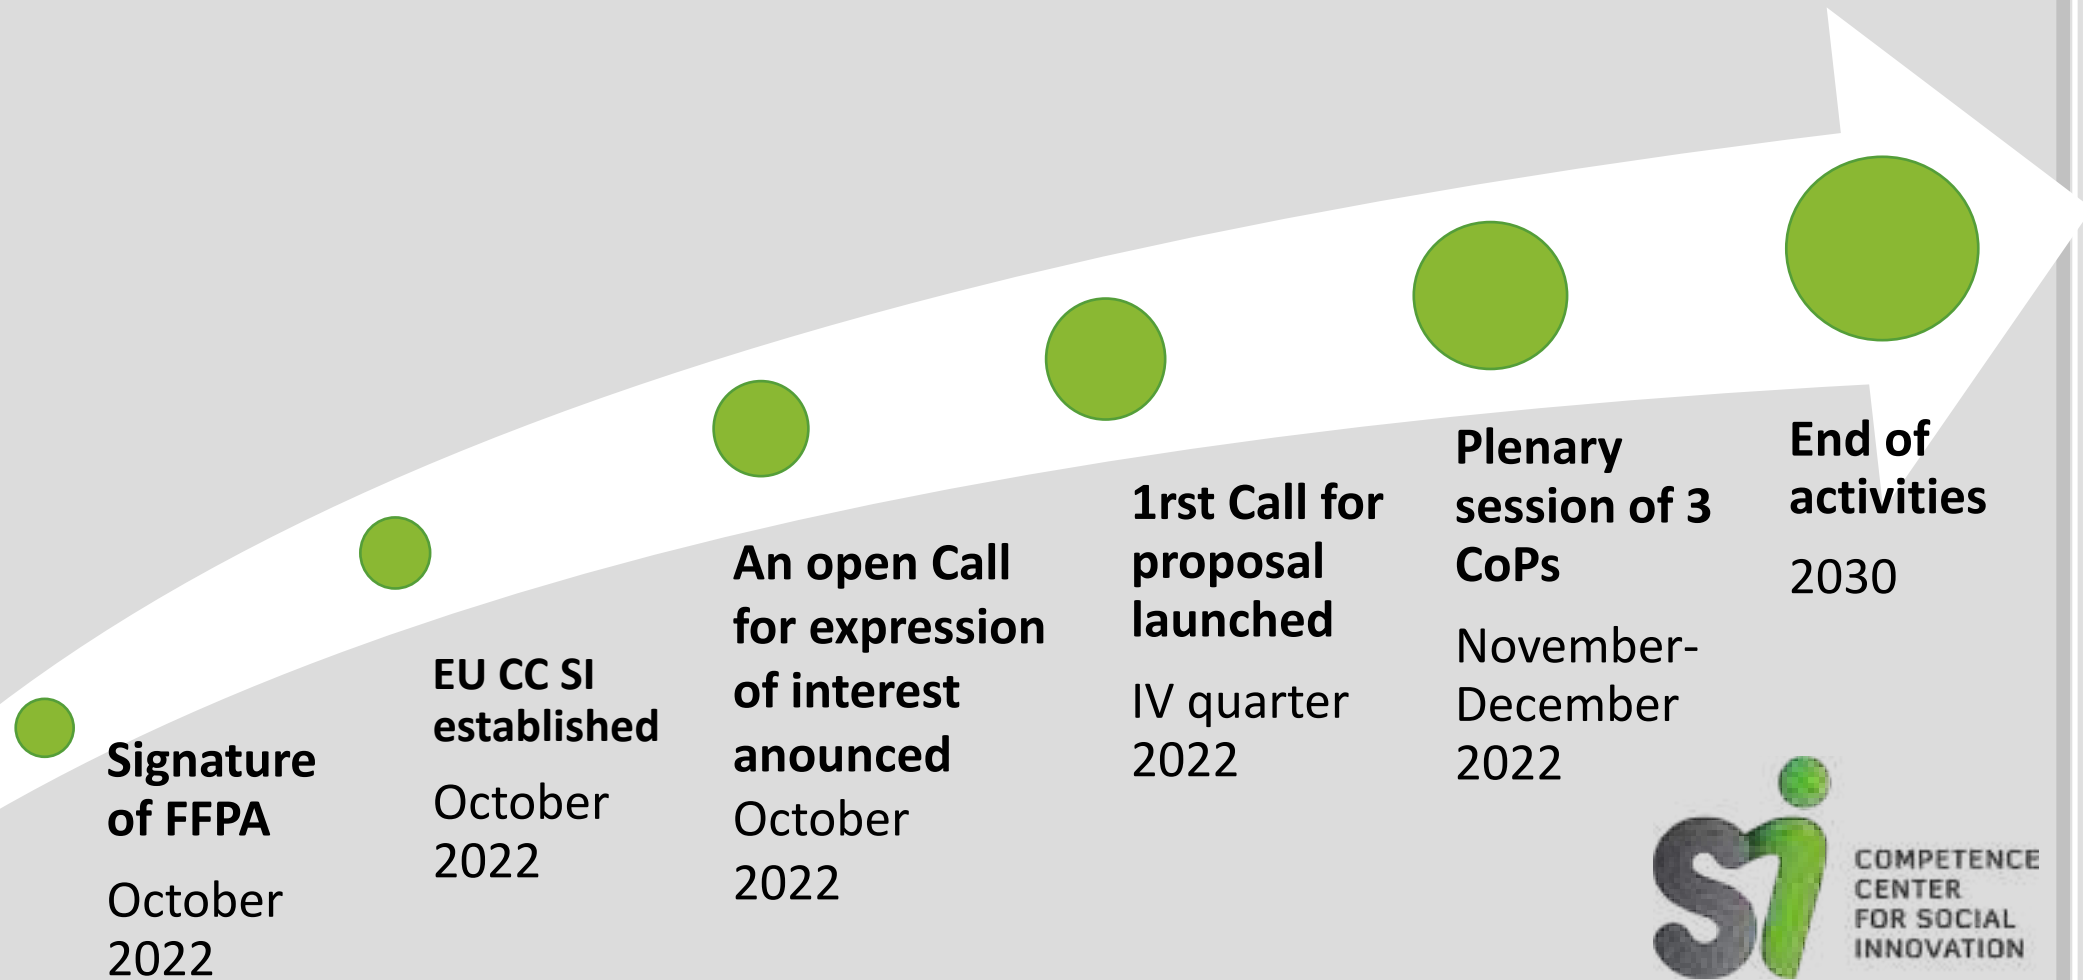 Signature
of FFPA
October
2022
EU CC SI
established
October
2022
An open Call
for expression
of interest
anounced
October
2022
1rst Call for
proposal
launched
IV quarter
2022
Plenary
session of 3
CoPs
November-
December
2022
End of
activities
2030
si
COMPETENCE
CENTER
FOR SOCIAL
INNOVATION